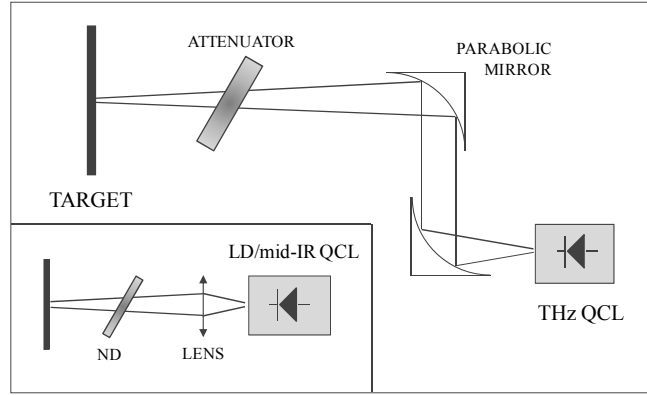 ATTENUATOR
PARABOLIC
MIRROR
TARGET
THz QCL
LD/mid-IR QCL
ND
LENS